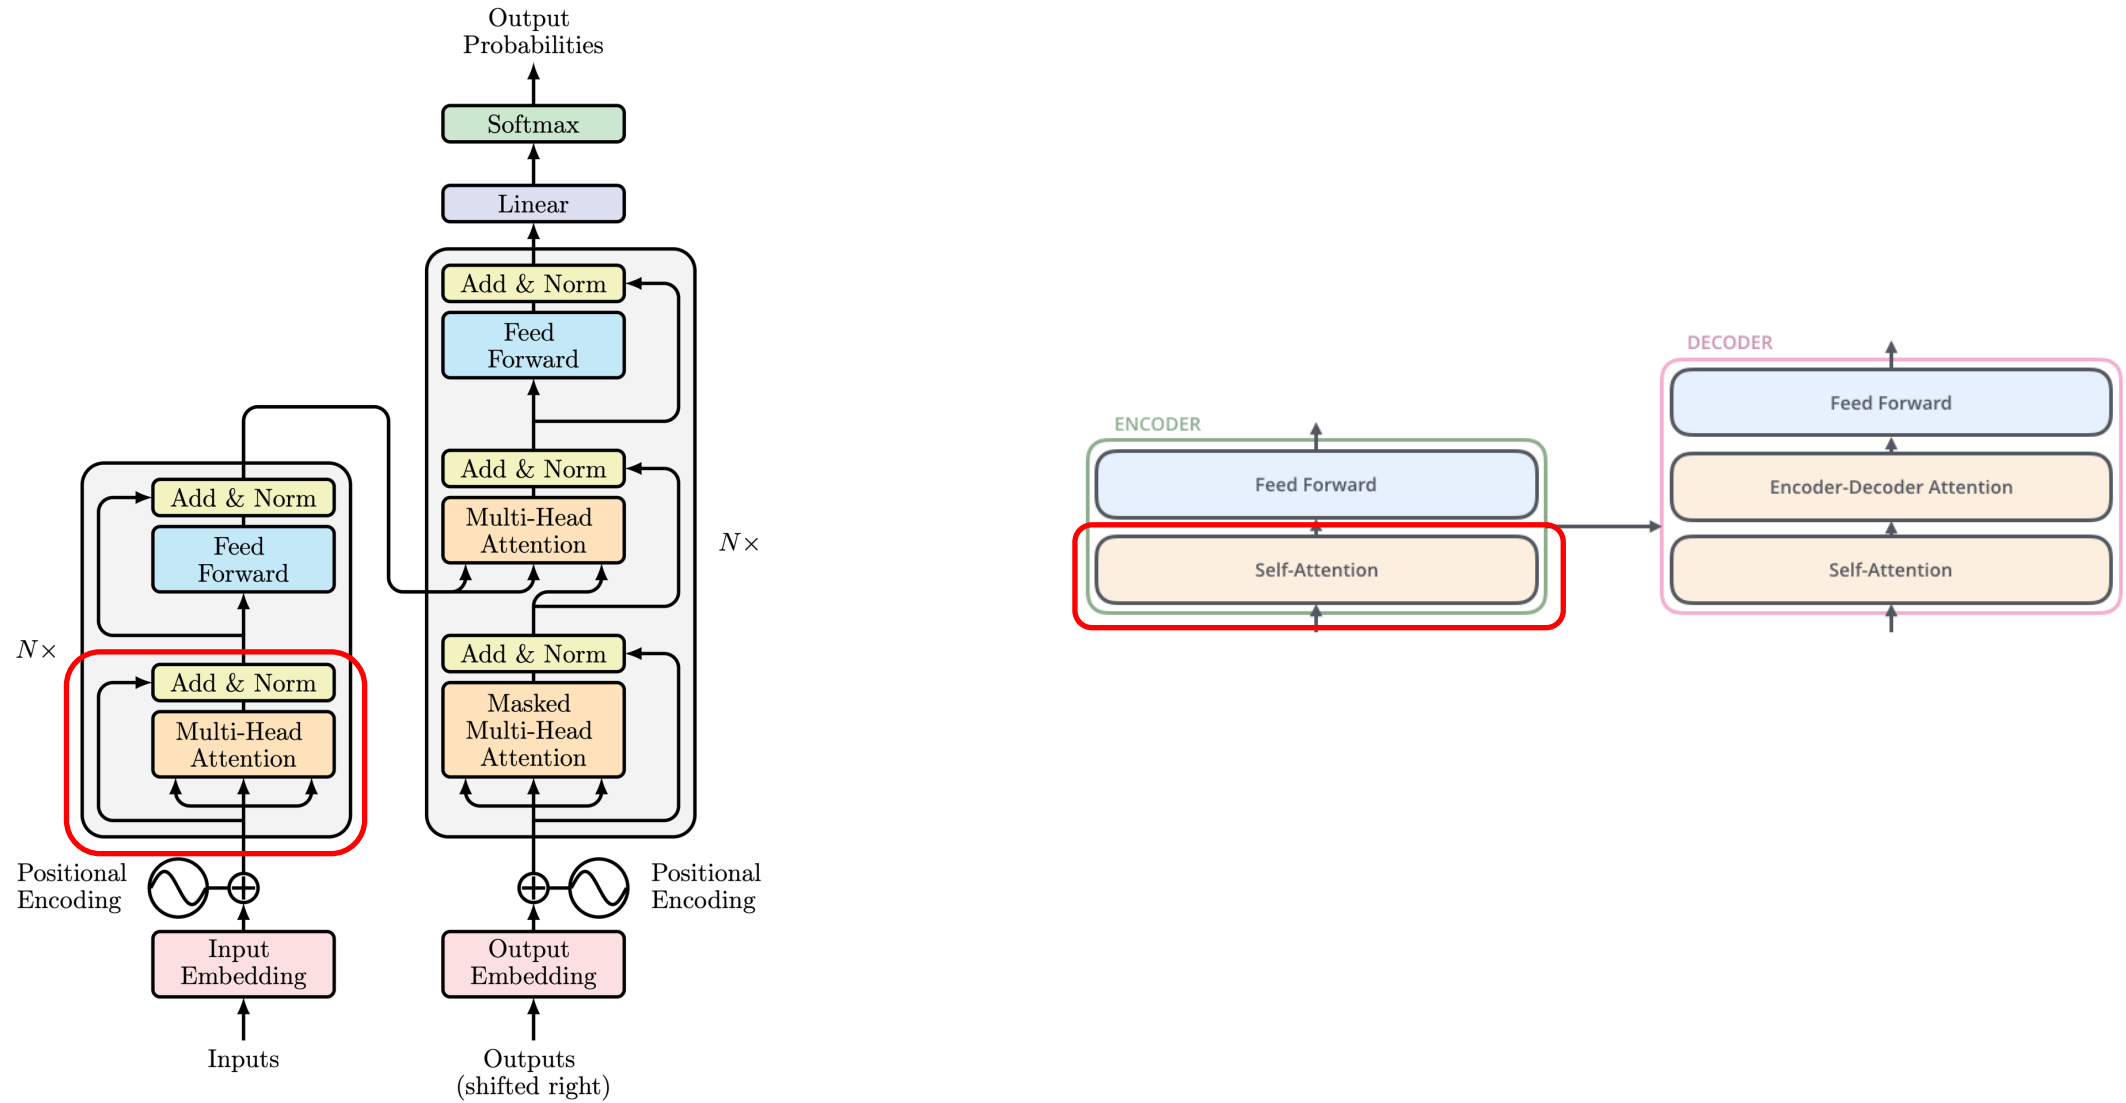 Output
Probabilities
Softmax
Linear
Add & Norm
Feed
Forward
Add & Norm
Multi-Head
Attention
N×
Add & Norm
Masked
Multi-Head
Attention
Add & Norm
Feed
Forward
N×
Add & Norm
Multi-Head
Attention
Positional
Encoding
Positional
Encoding
Input
Embedding
Output
Embedding
Inputs
Outputs
(shifted right)
ENCODER
Feed Forward
Self-Attention
DECODER
Feed Forward
Encoder-Decoder Attention
Self-Attention